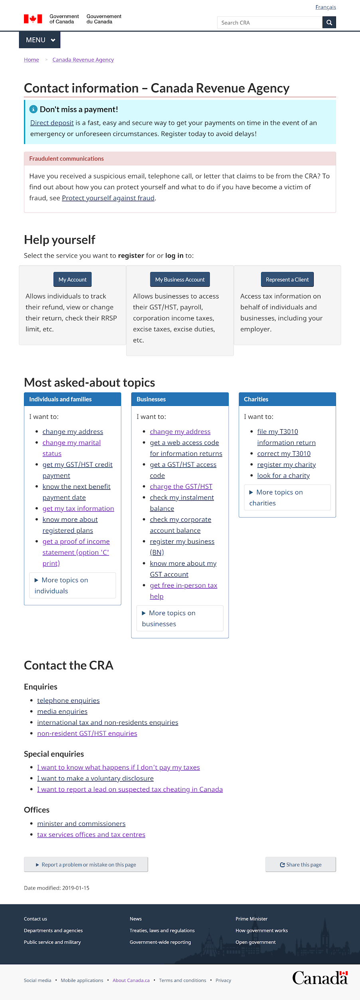 Français
Government of Canada
Gouvernement du Canada
Search CRA
MENU
Home > Canada Revenue Agency
Contact information – Canada Revenue Agency
Don't miss a payment!
Direct deposit is a fast, easy and secure way to get your payments on time in the event of an
emergency or unforeseen circumstances. Register today to avoid delays!
Fraudulent communications
Have you received a suspicious email, telephone call, or letter that claims to be from the CRA? To
find out about how you can protect yourself and what to do if you have become a victim of
fraud, see Protect yourself against fraud.
Help yourself
Select the service you want to register for or log in to:
My Account
Allows individuals to track
their refund, view or change
their return, check their RRSP
limit, etc.
My Business Account
Allows businesses to access
their GST/HST, payroll,
corporation income taxes,
excise taxes, excise duties,
etc.
Represent a Client
Access tax information on
behalf of individuals and
businesses, including your
employer.
Most asked-about topics
Individuals and families
I want to:
• change my address
• change my marital
status
• get my GST/HST credit
payment
• know the next benefit
payment date
• get my tax information
• know more about
registered plans
• get a proof of income
statement (option 'C'
print)
More topics on
individuals
Businesses
I want to:
• change my address
• get a web access code
for information returns
• get a GST/HST access
code
• charge the GST/HST
• check my instalment
balance
• check my corporate
account balance
• register my business
(BN)
• know more about my
GST account
• get free in-person tax
help
More topics on
businesses
Charities
I want to:
• file my T3010
information return
• correct my T3010
• register my charity
• look for a charity
More topics on
charities
Contact the CRA
Enquiries
• telephone enquiries
• media enquiries
• international tax and non-residents enquiries
• non-resident GST/HST enquiries
Special enquiries
• I want to know what happens if I don't pay my taxes
• I want to make a voluntary disclosure
• I want to report a lead on suspected tax cheating in Canada
Offices
• minister and commissioners
• tax services offices and tax centres
Report a problem or mistake on this page
Share this page
Date modified: 2019-01-15
Contact us
News
Prime Minister
Departments and agencies
Treaties, laws and regulations
How government works
Public service and military
Government-wide reporting
Open government
Social media • Mobile applications • About Canada.ca • Terms and conditions • Privacy
Canada